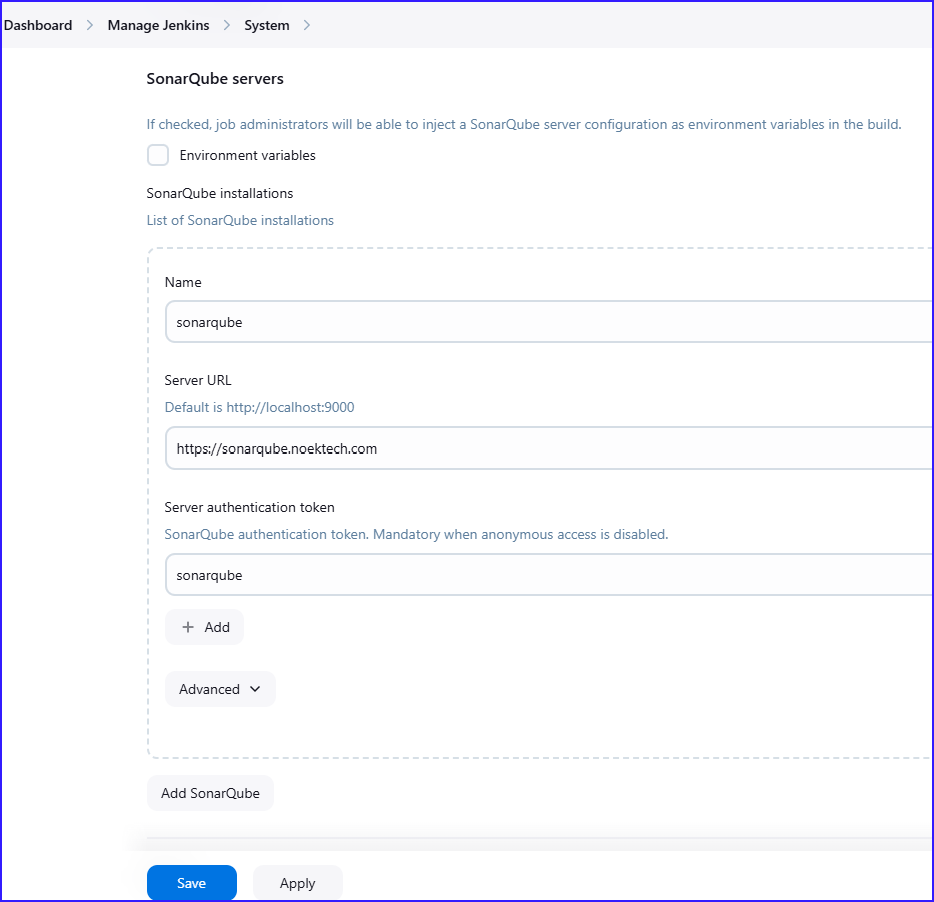 Dashboard > Manage Jenkins > System >
SonarQube servers
If checked, job administrators will be able to inject a SonarQube server configuration as environment variables in the build.
Environment variables
SonarQube installations
List of SonarQube installations
Name
sonarqube
Server URL
Default is http://localhost:9000
https://sonarqube.noektech.com
Server authentication token
SonarQube authentication token. Mandatory when anonymous access is disabled.
sonarqube
+ Add
Advanced
Add SonarQube
Save Apply